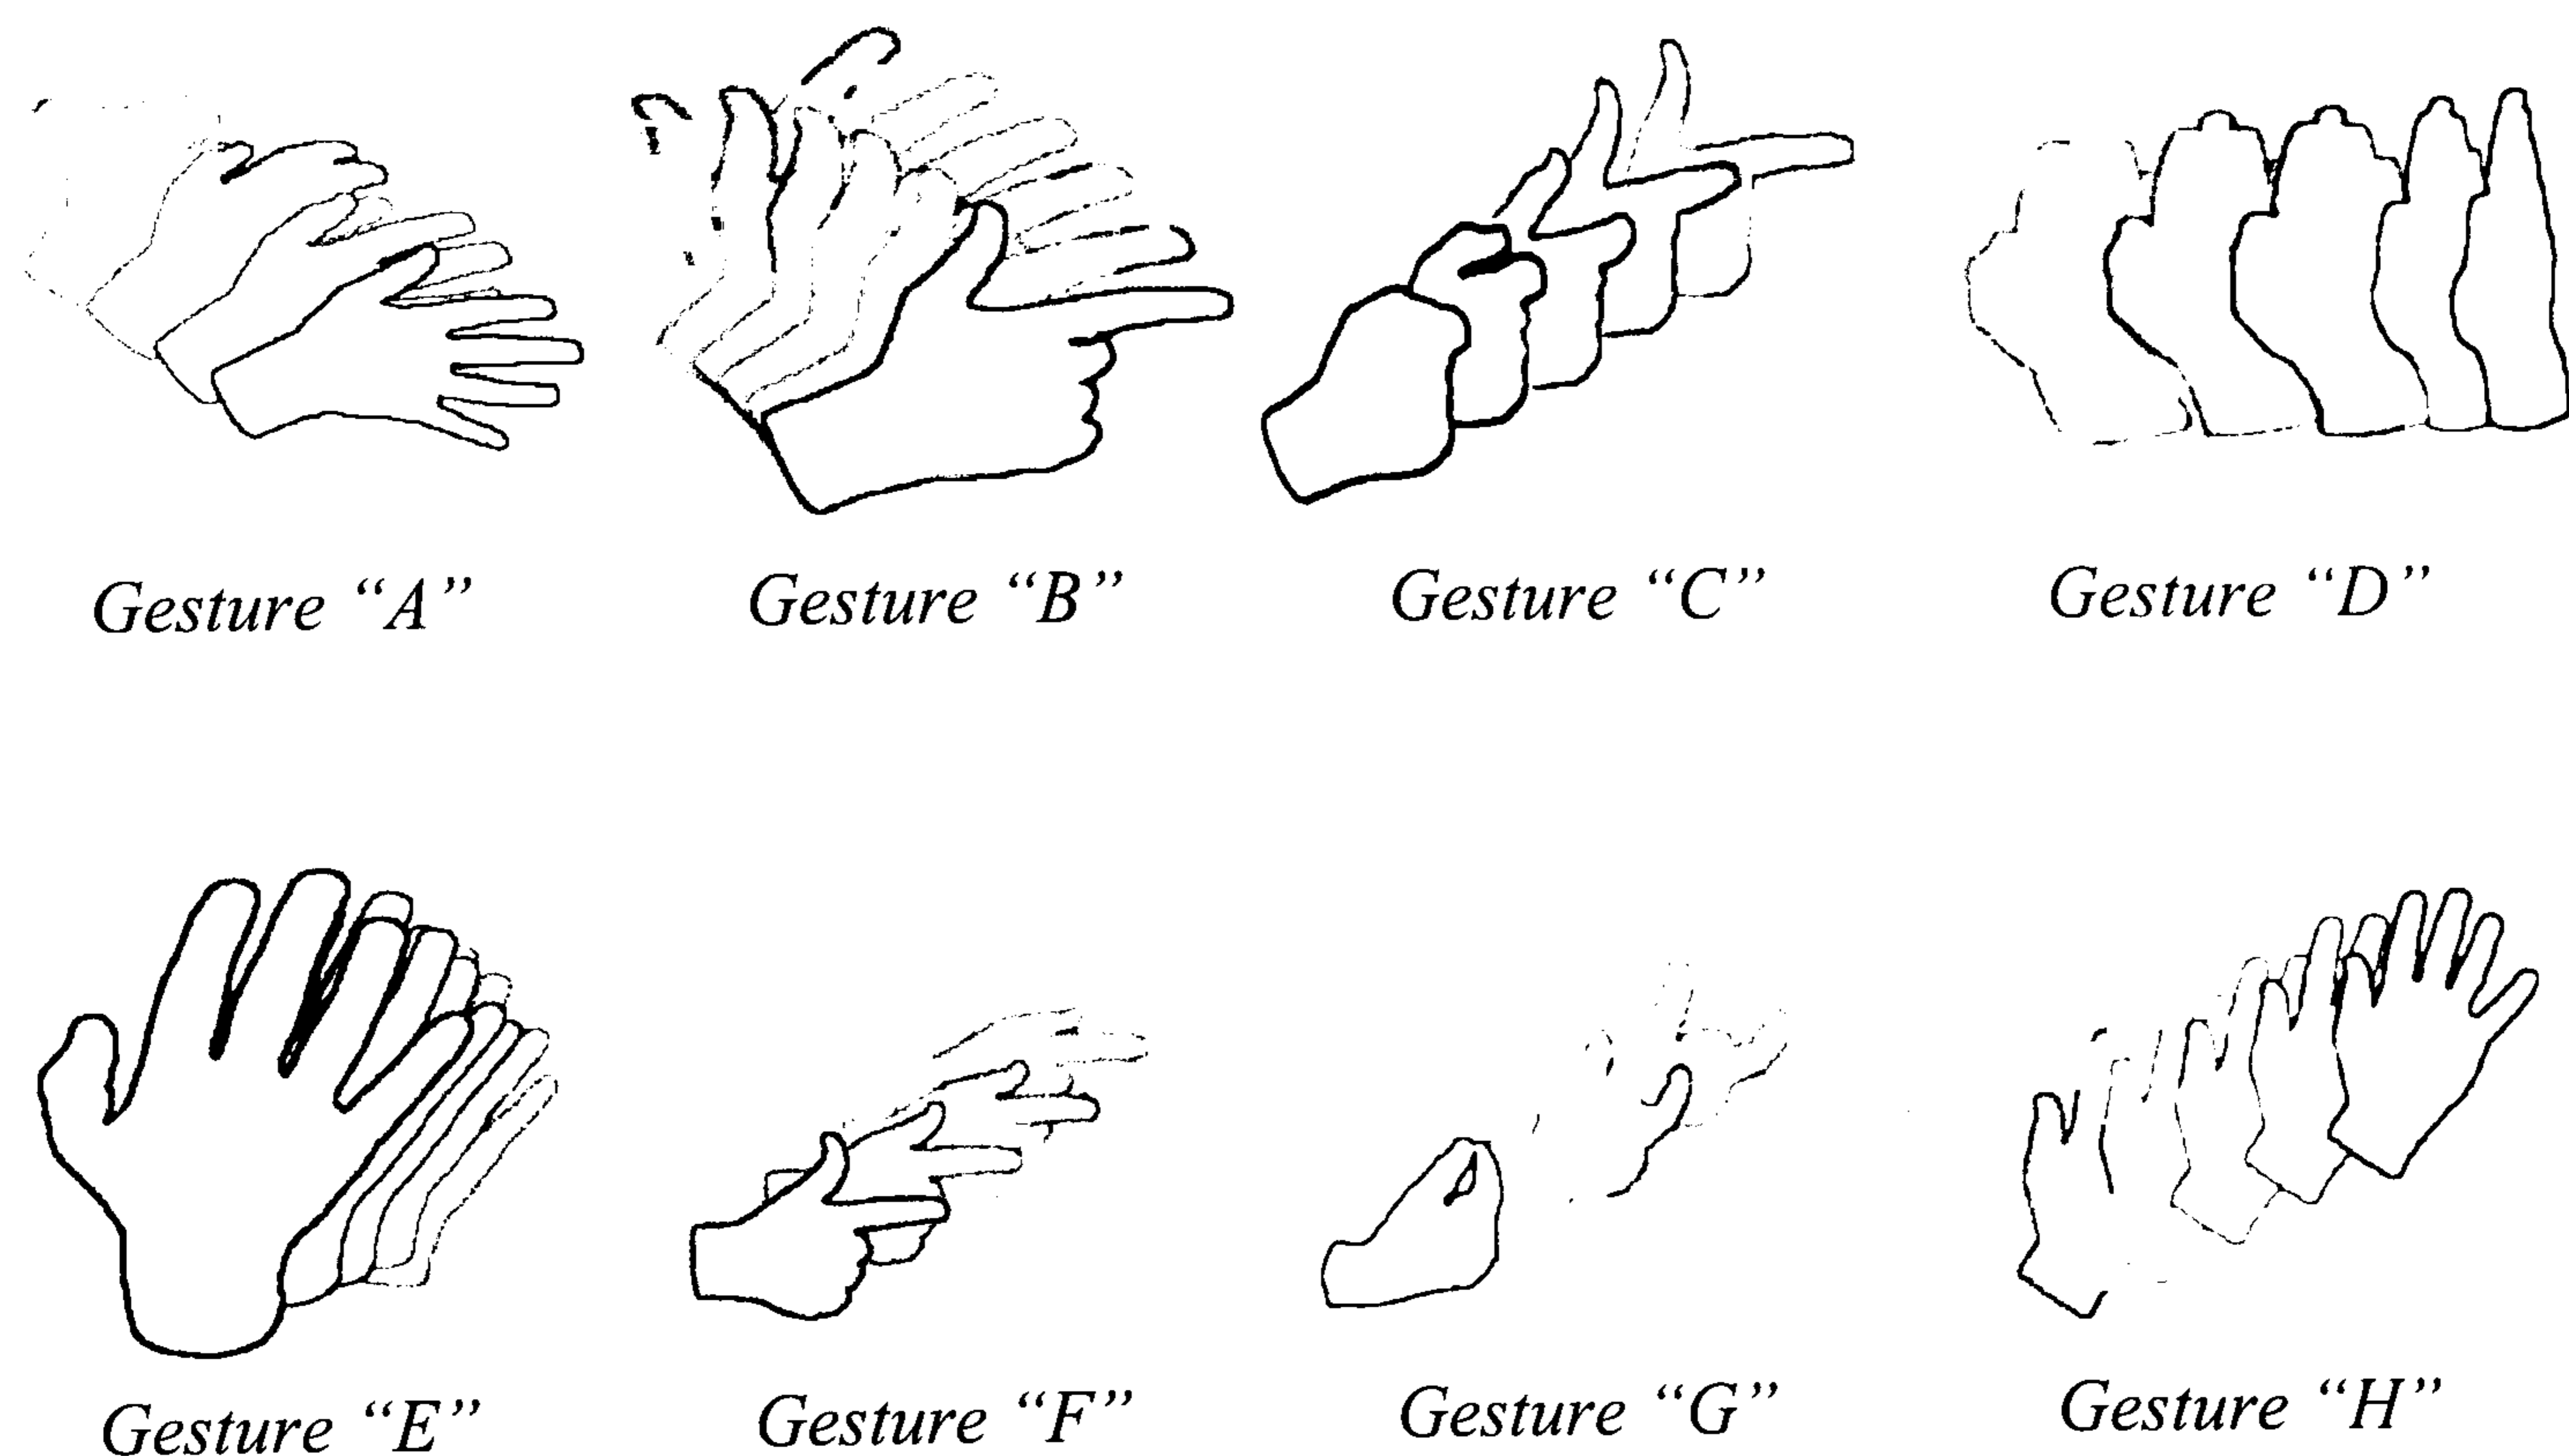 Gesture “A”
Gesture “B”
Gesture “C”
Gesture “D”
Gesture “E”
Gesture “F”
Gesture “G”
Gesture “H”